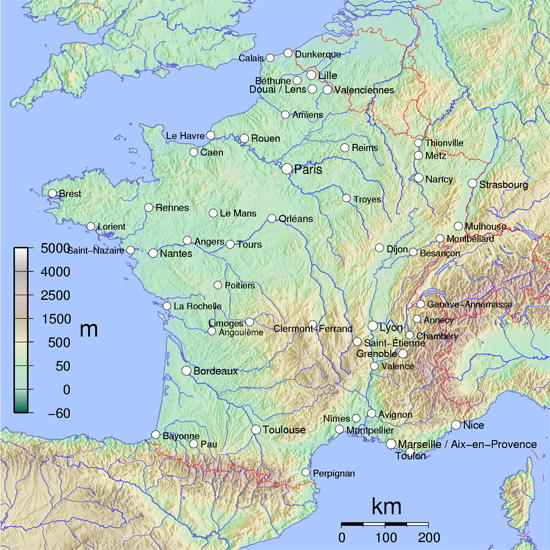 Dunkerque
Calais
Lille
Béthune
Douai / Lens
Valenciennes
Amiens
Le Havre
Rouen
Caen
Reims
Thionville
Metz
Paris
Nancy
Strasbourg
Brest
Troyes
Rennes
Le Mans
Orléans
Lorient
Mulhouse
Montbéliard
Saint-Nazaire
Angers
Tours
Nantes
Dijon
Besançon
Poitiers
La Rochelle
Genève-Annemasse
Annecy
Limoges
Angoulême
Clermont-Ferrand
Lyon
Chambéry
Saint-Étienne
Grenoble
Valence
Bordeaux
Avignon
Nîmes
Montpellier
Nice
Toulouse
Bayonne
Pau
Marseille / Aix-en-Provence
Toulon
Perpignan
5000
4000
2500
500
50
0
-60
m
km
0 100 200